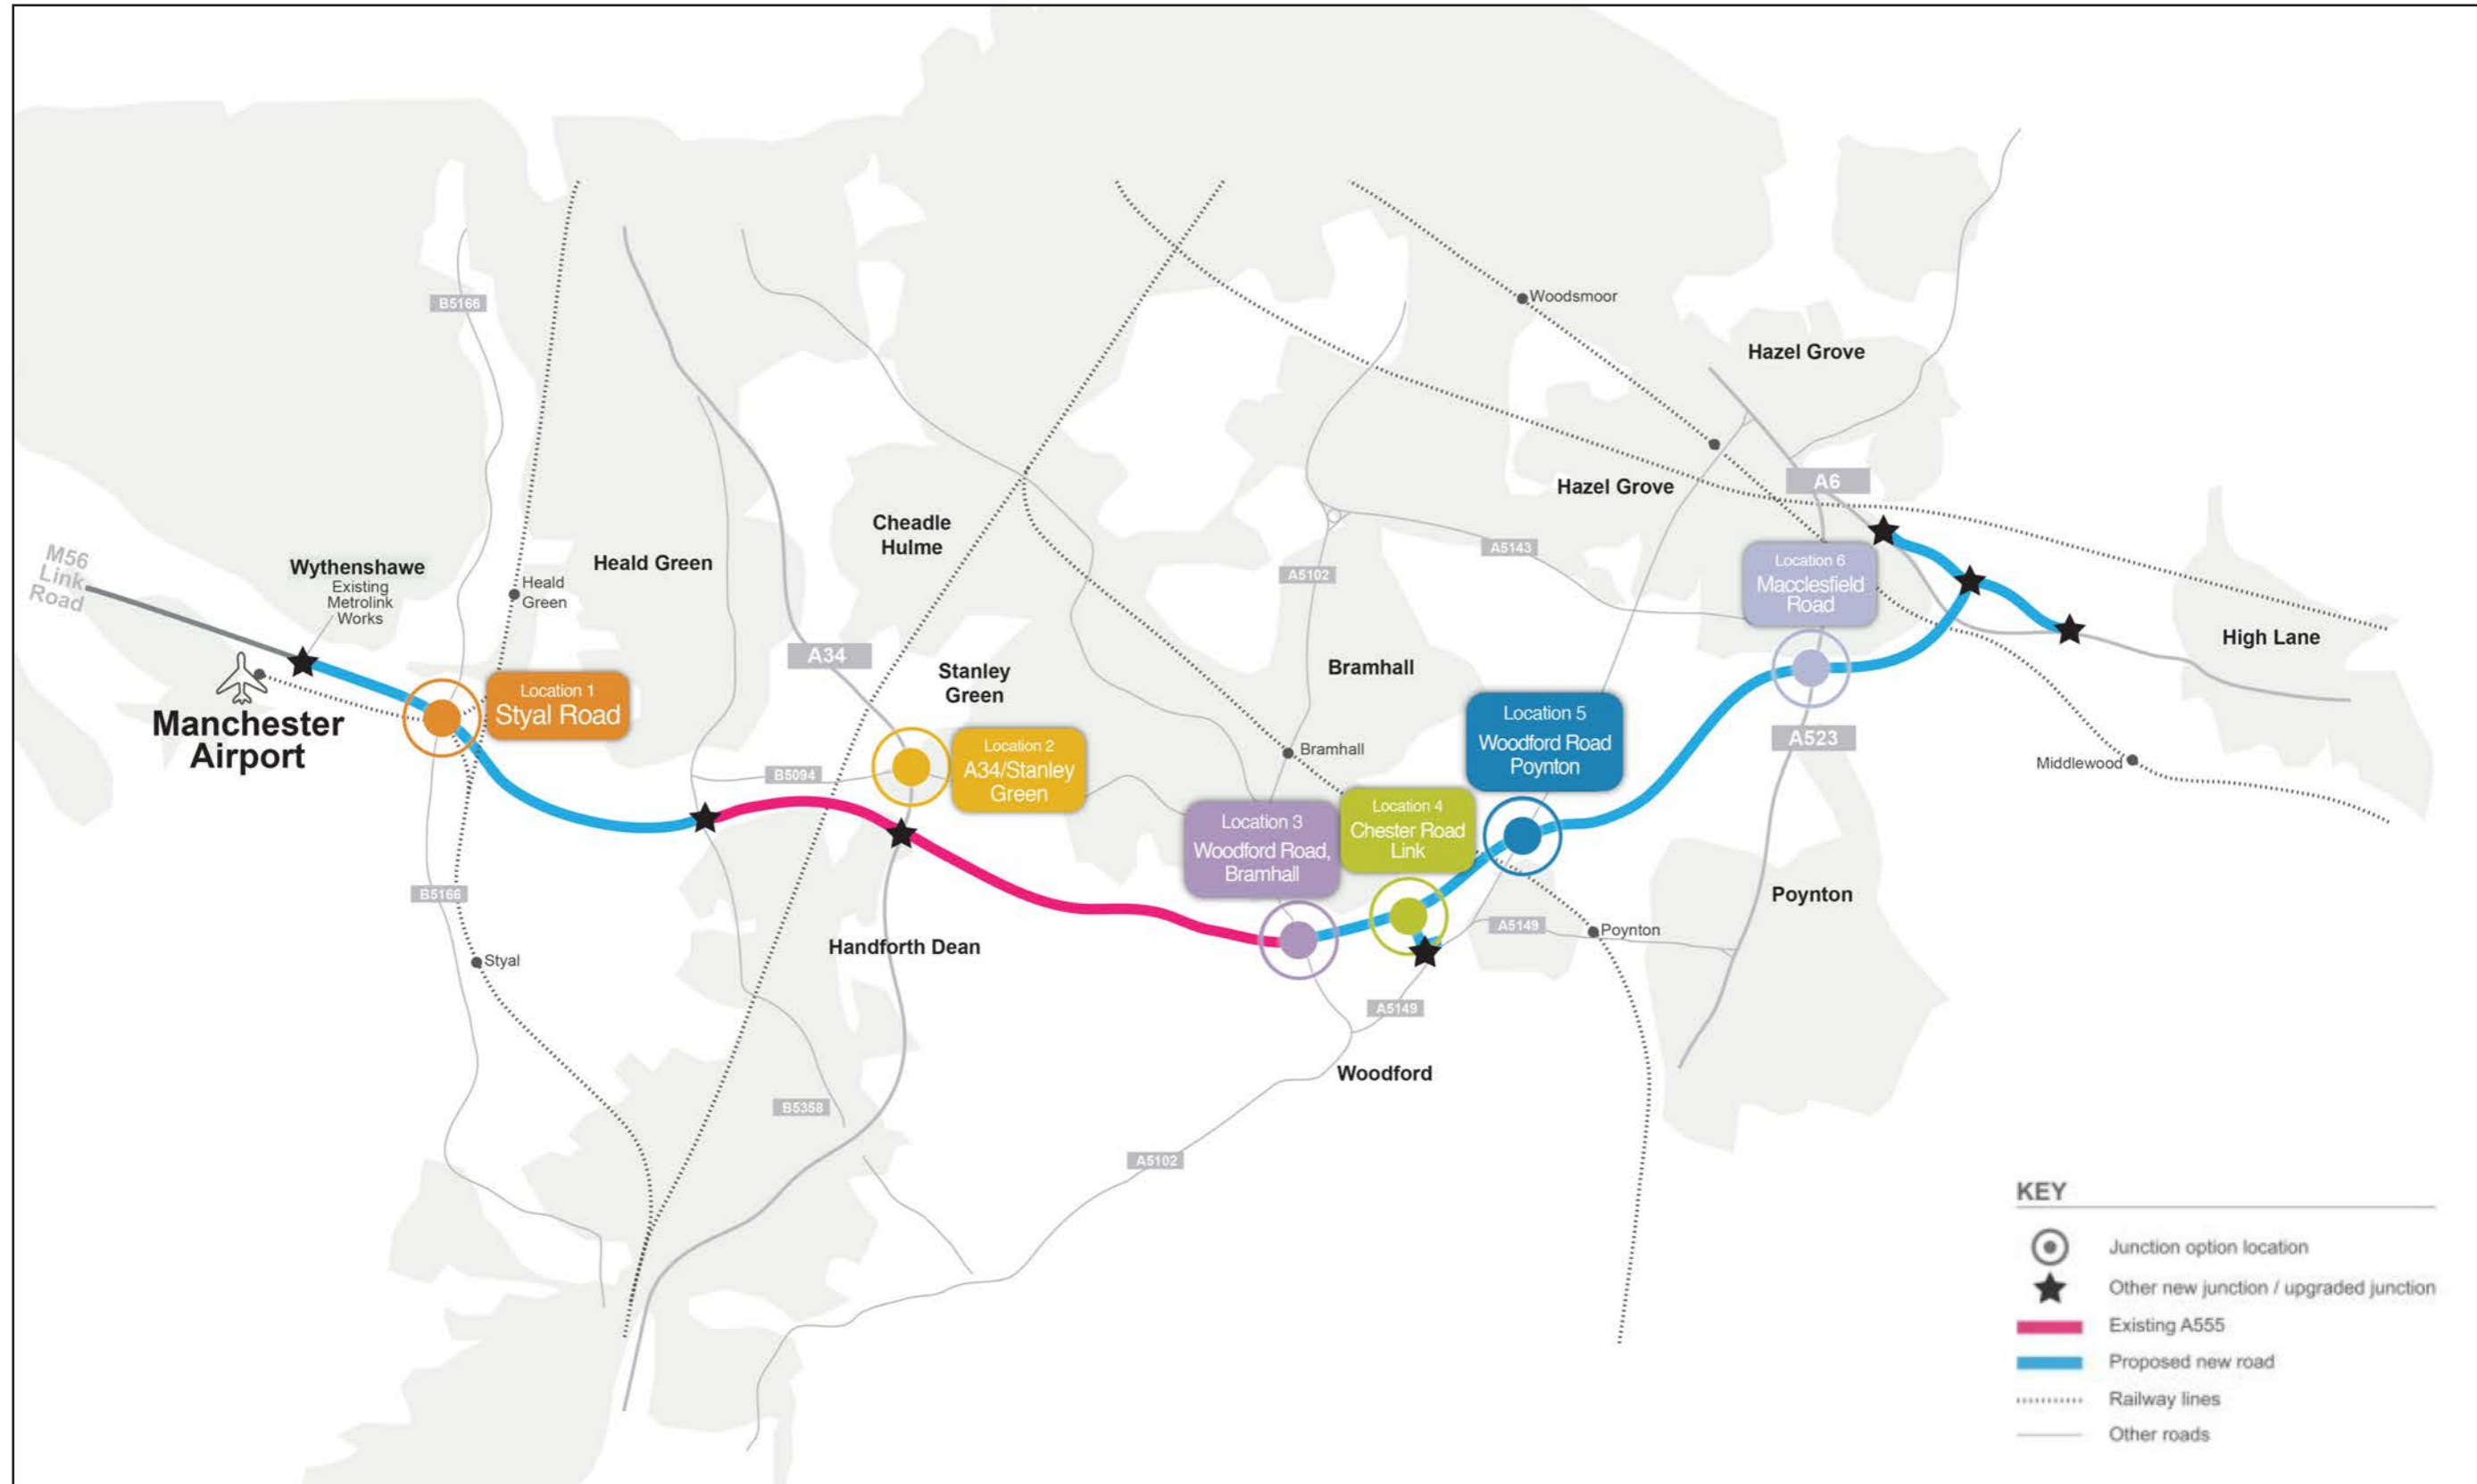 B5166
Woodsmoor
Hazel Grove
A6
Hazel Grove
Cheadle
Hulme
A5143
M56
Link
Road
Wythenshawe
Existing
Metrolink
Works
Heald
Green
Heald Green
A5102
Location 6
Macclesfield
Road
High Lane
A34
Stanley
Green
Bramhall
Manchester
Airport
Location 1
Styal Road
Location 5
Woodford Road
Poynton
A523
Bramhall
Middlewood
B5094
Location 2
A34/Stanley
Green
Location 3
Woodford Road,
Bramhall
Location 4
Chester Road
Link
B5166
Poynton
A5149
Poynton
Handforth Dean
Styal
A5149
Woodford
B5358
A5102
KEY
Junction option location
Other new junction / upgraded junction
Existing A555
Proposed new road
Railway lines
Other roads